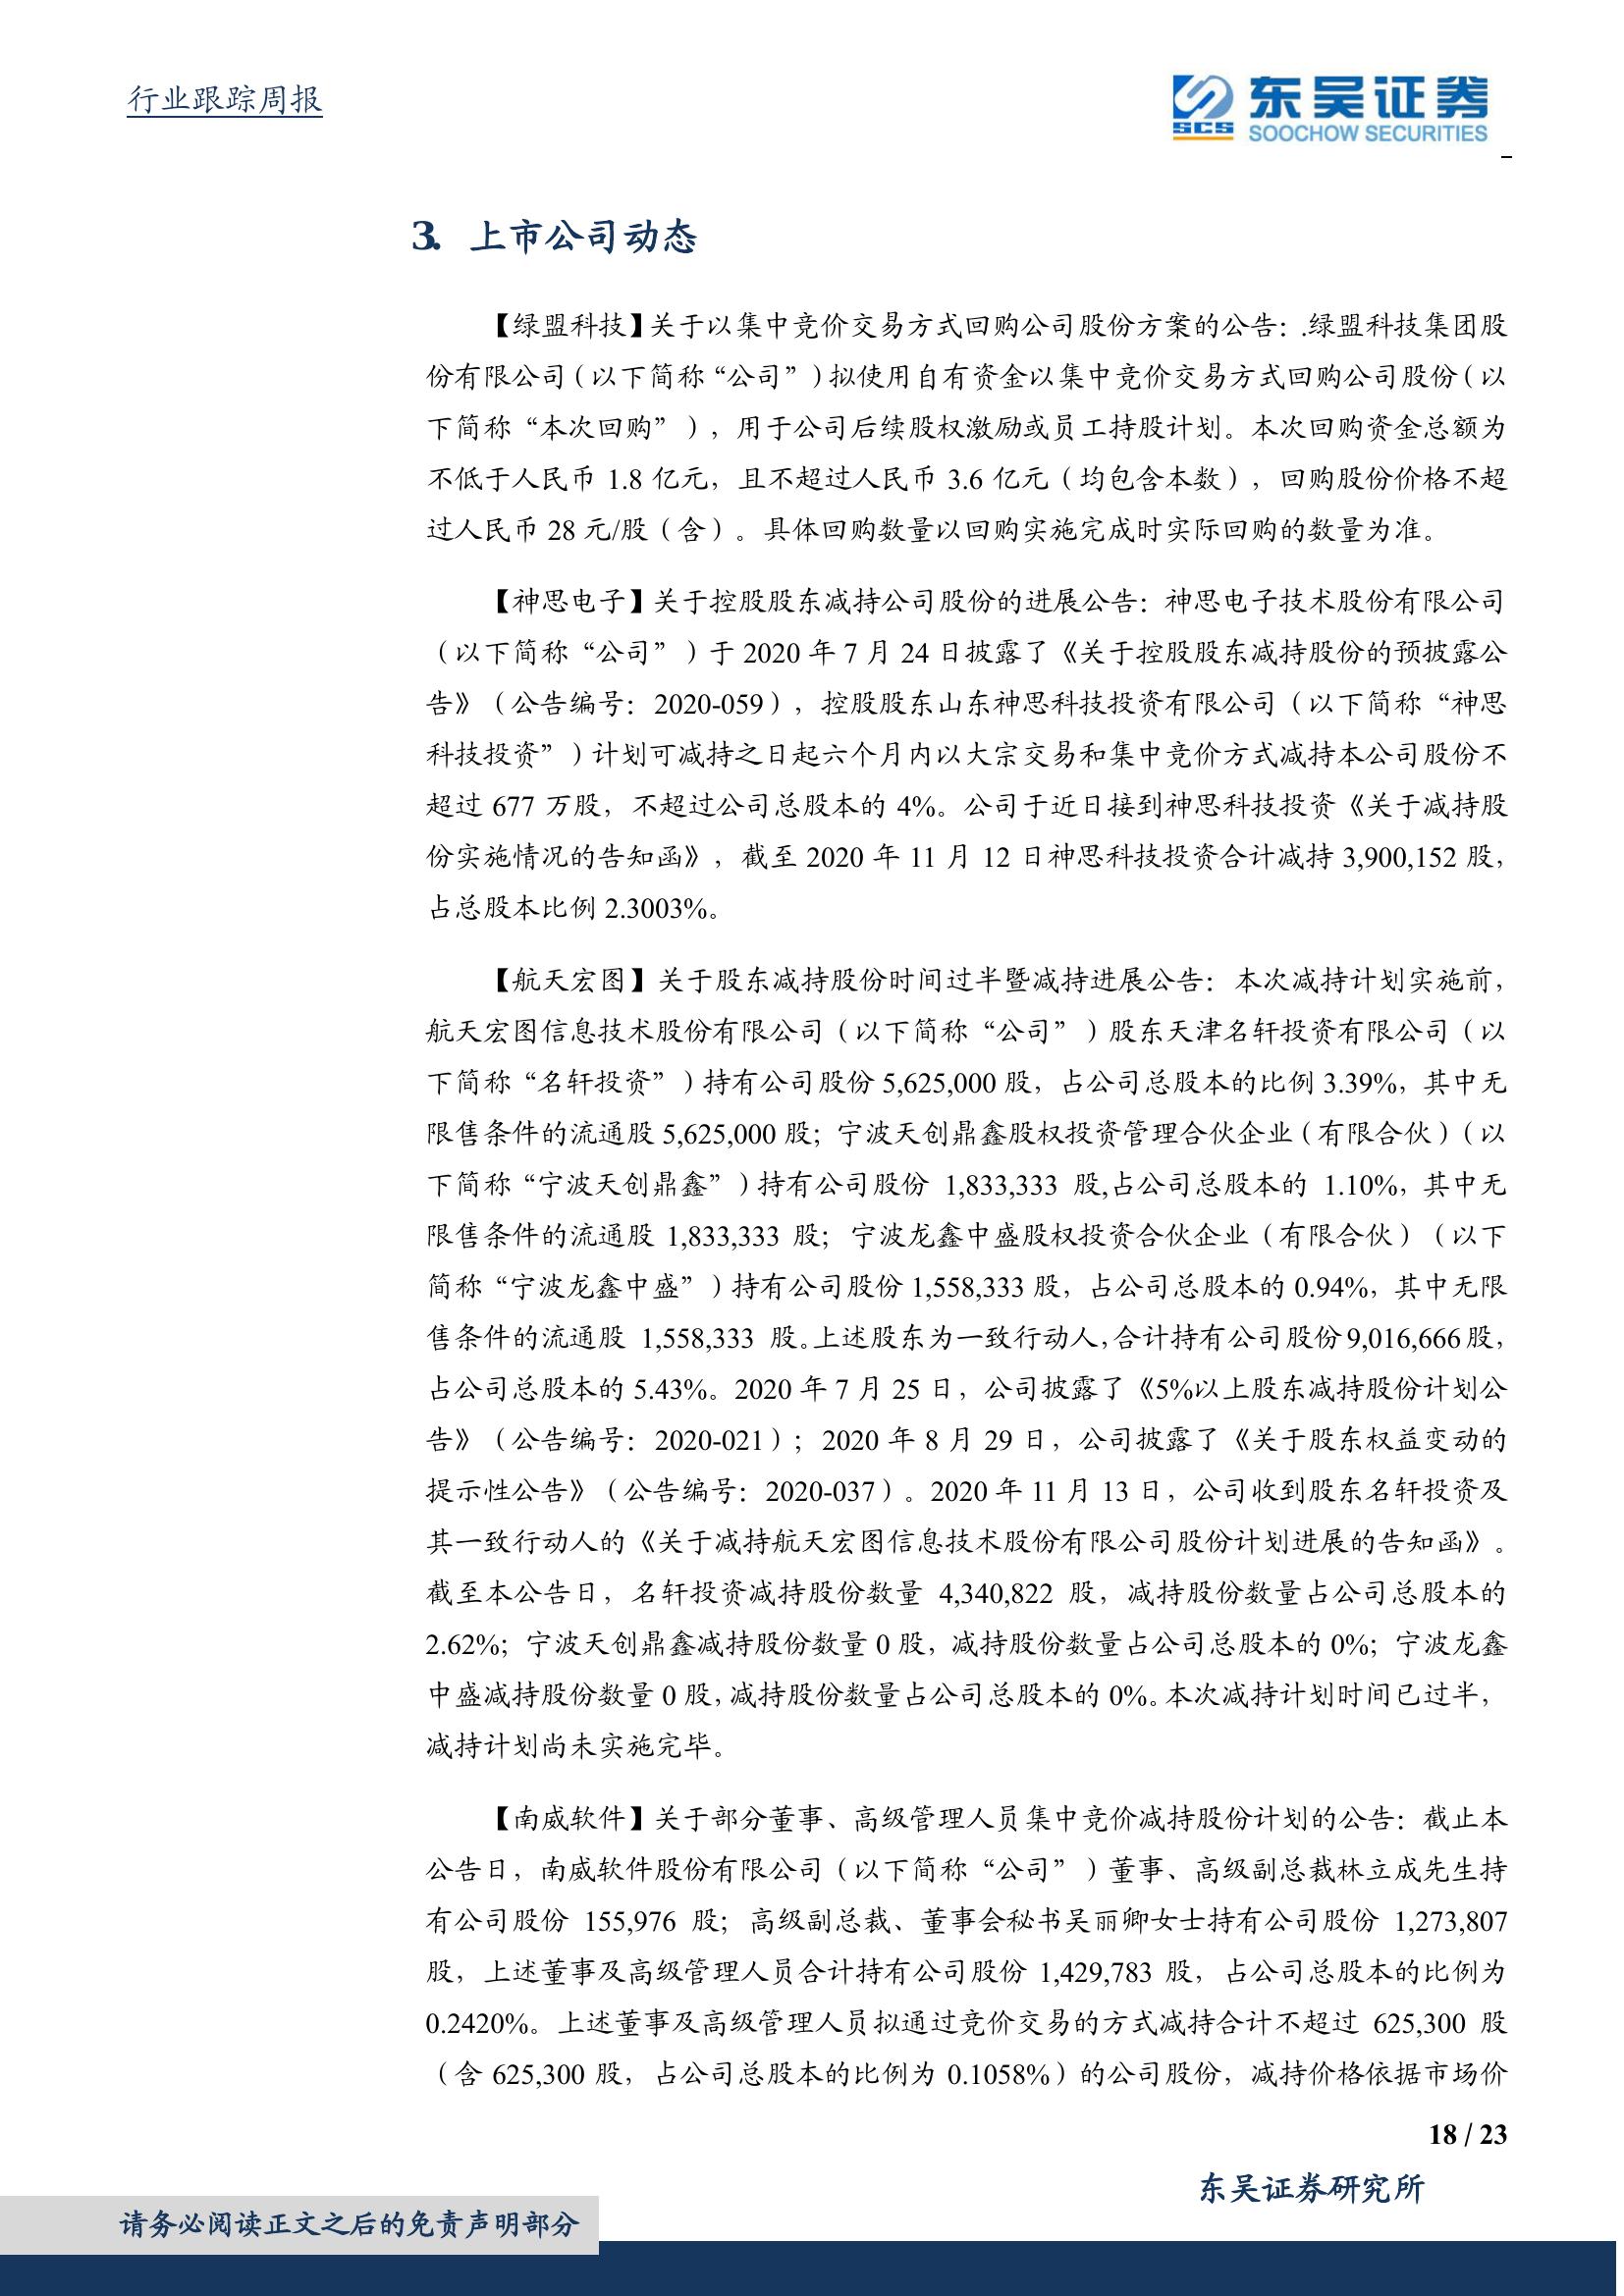 行业跟踪周报
SCS
东吴证券
SOOCHOW SECURITIES
3. 上市公司动态
【绿盟科技】关于以集中竞价交易方式回购公司股份方案的公告：.绿盟科技集团股
份有限公司（以下简称“公司”）拟使用自有资金以集中竞价交易方式回购公司股份（以
下简称“本次回购”），用于公司后续股权激励或员工持股计划。本次回购资金总额为
不低于人民币 1.8 亿元，且不超过人民币 3.6 亿元（均包含本数），回购股份价格不超
过人民币 28 元/股（含）。具体回购数量以回购实施完成时实际回购的数量为准。
【神思电子】关于控股股东减持公司股份的进展公告：神思电子技术股份有限公司
（以下简称“公司”）于 2020 年 7 月 24 日披露了《关于控股股东减持股份的预披露公
告》（公告编号：2020-059），控股股东山东神思科技投资有限公司（以下简称“神思
科技投资”）计划可减持之日起六个月内以大宗交易和集中竞价方式减持本公司股份不
超过 677 万股，不超过公司总股本的 4%。公司于近日接到神思科技投资《关于减持股
份实施情况的告知函》，截至 2020 年 11 月 12 日神思科技投资合计减持 3,900,152 股，
占总股本比例 2.3003%。
【航天宏图】关于股东减持股份时间过半暨减持进展公告：本次减持计划实施前，
航天宏图信息技术股份有限公司（以下简称“公司”）股东天津名轩投资有限公司（以
下简称“名轩投资”）持有公司股份 5,625,000 股，占公司总股本的比例 3.39%，其中无
限售条件的流通股 5,625,000 股；宁波天创鼎鑫股权投资管理合伙企业（有限合伙）（以
下简称“宁波天创鼎鑫”）持有公司股份 1,833,333 股,占公司总股本的 1.10%，其中无
限售条件的流通股 1,833,333 股；宁波龙鑫中盛股权投资合伙企业（有限合伙）（以下
简称“宁波龙鑫中盛”）持有公司股份 1,558,333 股，占公司总股本的 0.94%，其中无限
售条件的流通股 1,558,333 股。上述股东为一致行动人，合计持有公司股份 9,016,666 股，
占公司总股本的 5.43%。2020 年 7 月 25 日，公司披露了《5%以上股东减持股份计划公
告》（公告编号：2020-021）；2020 年 8 月 29 日，公司披露了《关于股东权益变动的
提示性公告》（公告编号：2020-037）。2020 年 11 月 13 日，公司收到股东名轩投资及
其一致行动人的《关于减持航天宏图信息技术股份有限公司股份计划进展的告知函》。
截至本公告日，名轩投资减持股份数量 4,340,822 股，减持股份数量占公司总股本的
2.62%；宁波天创鼎鑫减持股份数量 0 股，减持股份数量占公司总股本的 0%；宁波龙鑫
中盛减持股份数量 0 股，减持股份数量占公司总股本的 0%。本次减持计划时间已过半，
减持计划尚未实施完毕。
【南威软件】关于部分董事、高级管理人员集中竞价减持股份计划的公告：截止本
公告日，南威软件股份有限公司（以下简称“公司”）董事、高级副总裁林立成先生持
有公司股份 155,976 股；高级副总裁、董事会秘书吴丽卿女士持有公司股份 1,273,807
股，上述董事及高级管理人员合计持有公司股份 1,429,783 股，占公司总股本的比例为
0.2420%。上述董事及高级管理人员拟通过竞价交易的方式减持合计不超过 625,300 股
（含 625,300 股，占公司总股本的比例为 0.1058%）的公司股份，减持价格依据市场价
18 / 23
东吴证券研究所
请务必阅读正文之后的免责声明部分